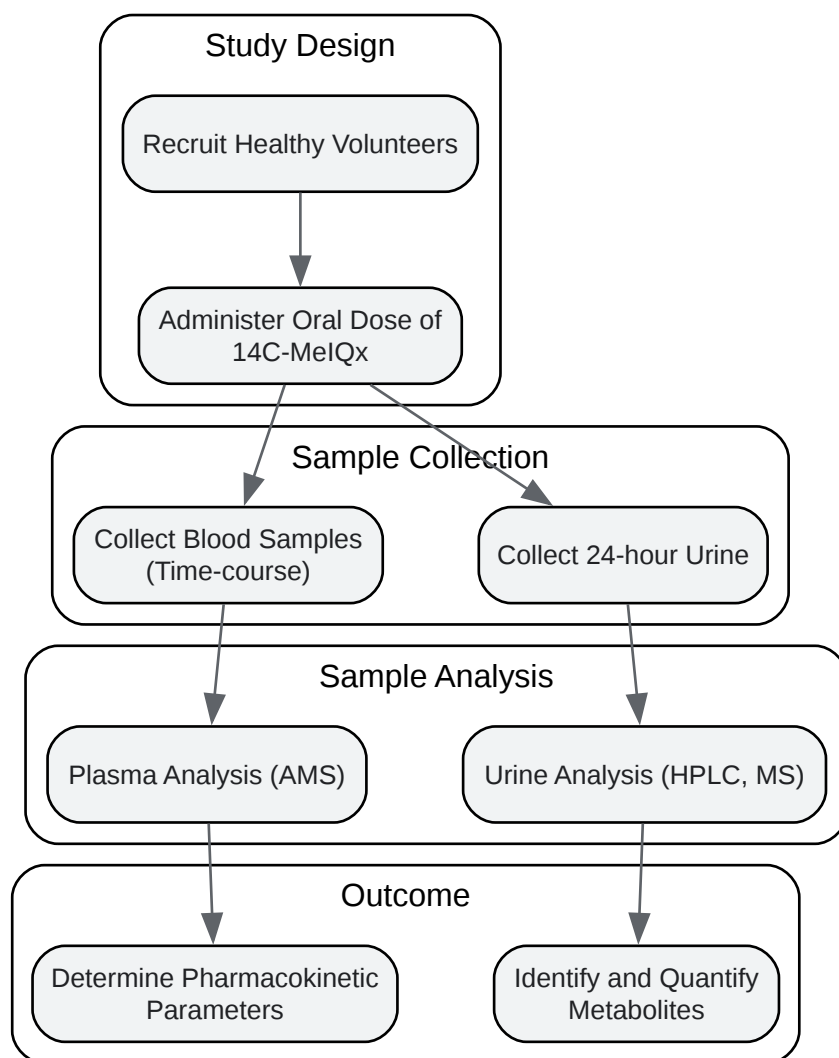 Study Design
Recruit Healthy Volunteers
Administer Oral Dose of
14C-MeIQx
Sample Collection
Collect Blood Samples
(Time-course)
Collect 24-hour Urine
Sample Analysis
Plasma Analysis (AMS)
Urine Analysis (HPLC, MS)
Outcome
Determine Pharmacokinetic
Parameters
Identify and Quantify
Metabolites